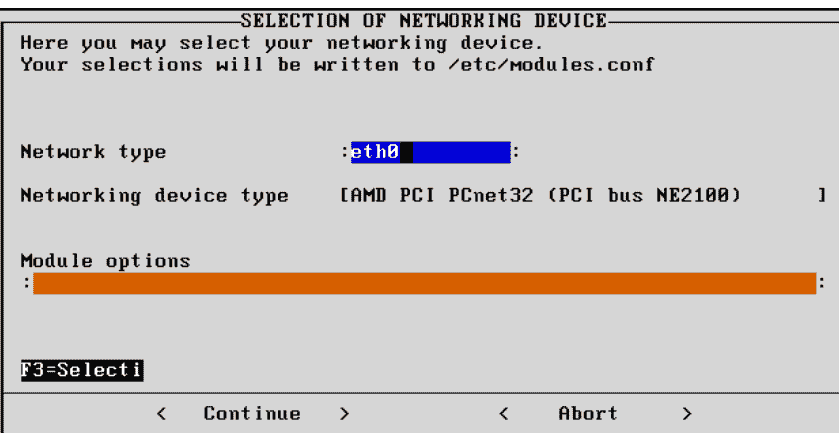 SELECTION OF NETWORKING DEVICE
Here you may select your networking device.
Your selections will be written to /etc/modules.conf
Network type :eth0 :
Networking device type [AMD PCI PCnet32 (PCI bus NE2100) ]
Module options
: :
F3=Selecti
< Continue > < Abort >